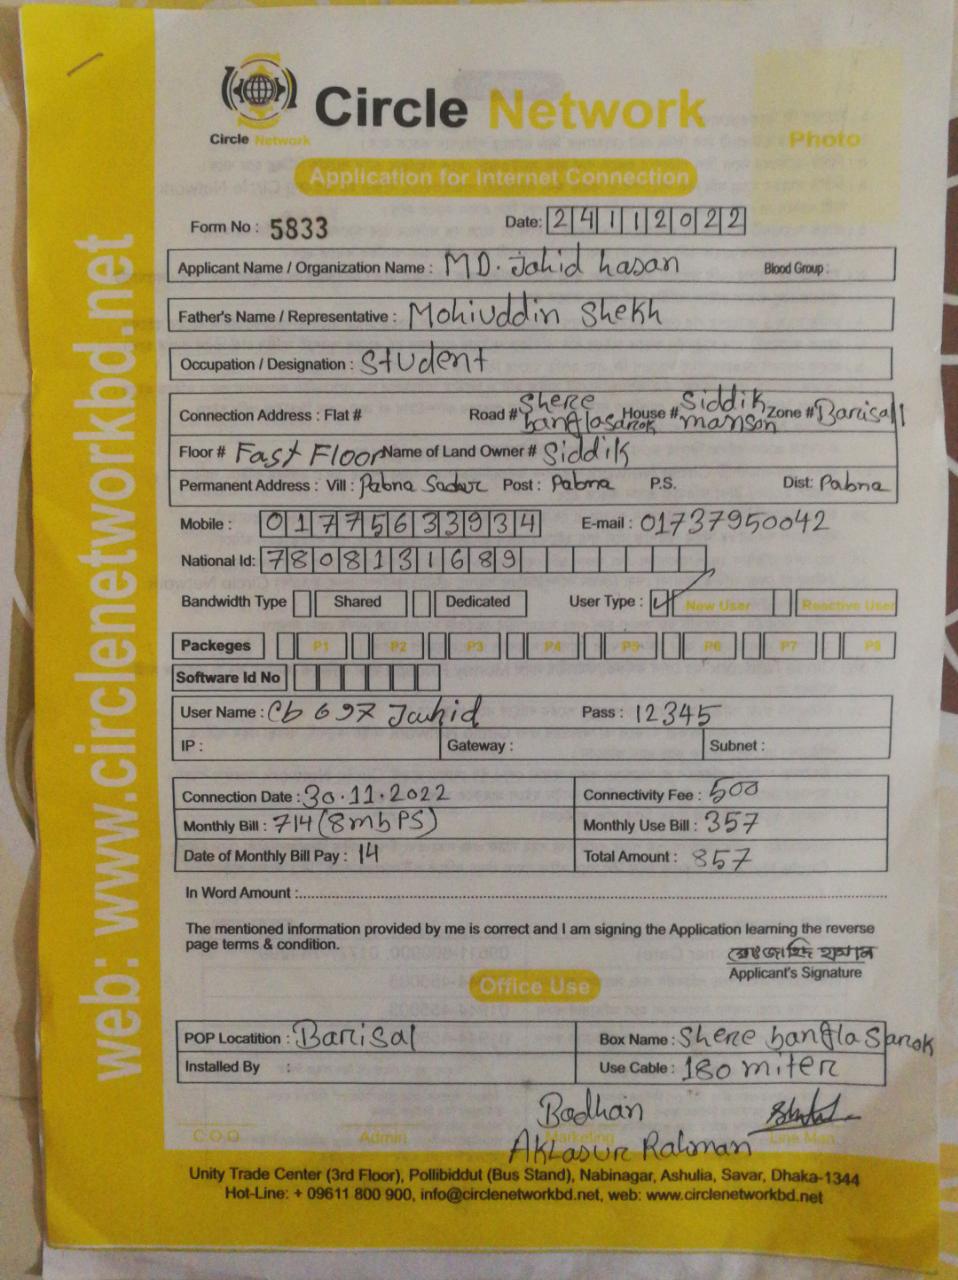 Circle Network
Circle Network
Photo
Application for Internet Connection
Form No : 5833 Date: 24112022
Applicant Name / Organization Name : MD. Jahid hasan Blood Group :
Father's Name / Representative : Mohiuddin Shekh
Occupation / Designation : Student
Connection Address : Flat # Road # Shere banglasarok House # Siddik manson Zone # Barisall
Floor # Fast Floor Name of Land Owner # Siddik
Permanent Address : Vill : Pabna Sadur Post : Pabna P.S. Dist: Pabna
Mobile : 01775633934 E-mail : 01737950042
National Id: 7808131689
Bandwidth Type Shared Dedicated User Type : New User Reactive User
Packeges P1 P2 P3 P4 P5 P6 P7 P8
Software Id No
User Name : Cb 697 Jahid Pass : 12345
IP : Gateway : Subnet :
Connection Date : 30.11.2022 Connectivity Fee : 500
Monthly Bill : 714 (8mbPS) Monthly Use Bill : 357
Date of Monthly Bill Pay : 14 Total Amount : 857
In Word Amount :
The mentioned information provided by me is correct and I am signing the Application learning the reverse
page terms & condition.
Applicant's Signature
Office Use
POP Locatition : Barisal Box Name : Shere bangla Sarok
Installed By : Use Cable : 180 miter
Badhan
Aklasur Rahman
C.O.O Admin Marketing Line Man
Unity Trade Center (3rd Floor), Pollibiddut (Bus Stand), Nabinagar, Ashulia, Savar, Dhaka-1344
Hot-Line: + 09611 800 900, info@circlenetworkbd.net, web: www.circlenetworkbd.net
web: www.circlenetworkbd.net